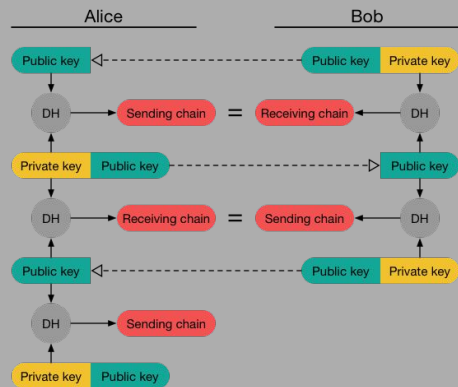 Alice Bob
Public key Public key Private key
DH Sending chain = Receiving chain DH
Private key Public key Public key
DH Receiving chain = Sending chain DH
Public key Public key Private key
DH Sending chain
Private key Public key